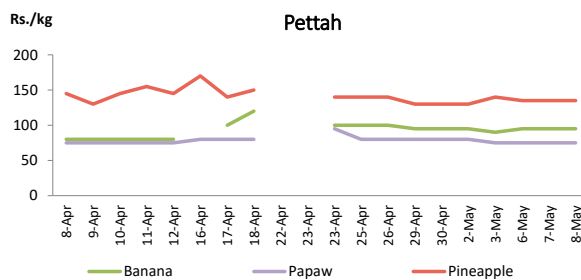 Rs./kg
Pettah
200
150
100
50
0
8-Apr
9-Apr
10-Apr
11-Apr
12-Apr
16-Apr
17-Apr
18-Apr
22-Apr
23-Apr
23-Apr
25-Apr
26-Apr
29-Apr
30-Apr
2-May
3-May
6-May
7-May
8-May
Banana
Papaw
Pineapple